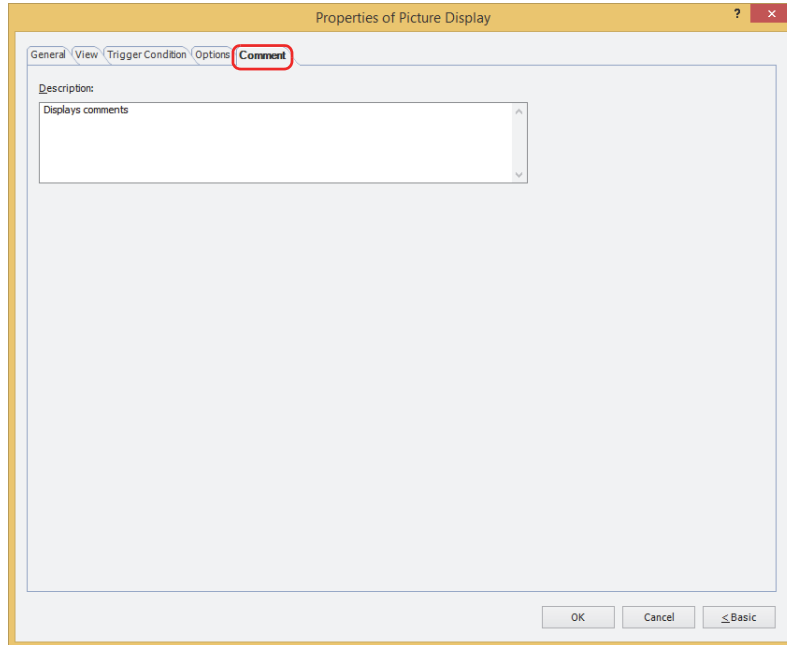 Properties of Picture Display
? ×
General View Trigger Condition Options Comment
Description:
Displays comments
OK Cancel < Basic